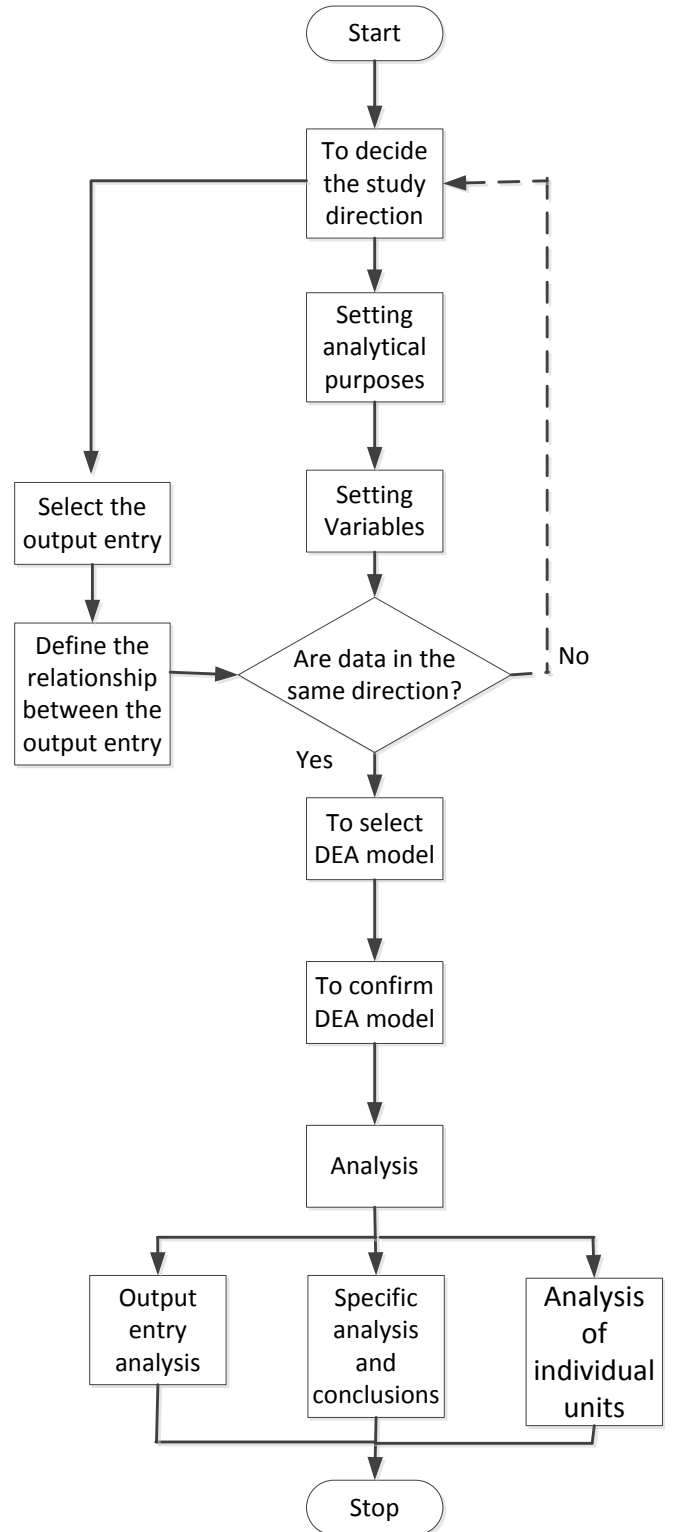 Start
To decide
the study
direction
Setting
analytical
purposes
Select the
output entry
Setting
Variables
Define the
relationship
between the
output entry
Are data in the
same direction?
No
Yes
To select
DEA model
To confirm
DEA model
Analysis
Output
entry
analysis
Specific
analysis
and
conclusions
Analysis
of
individual
units
Stop